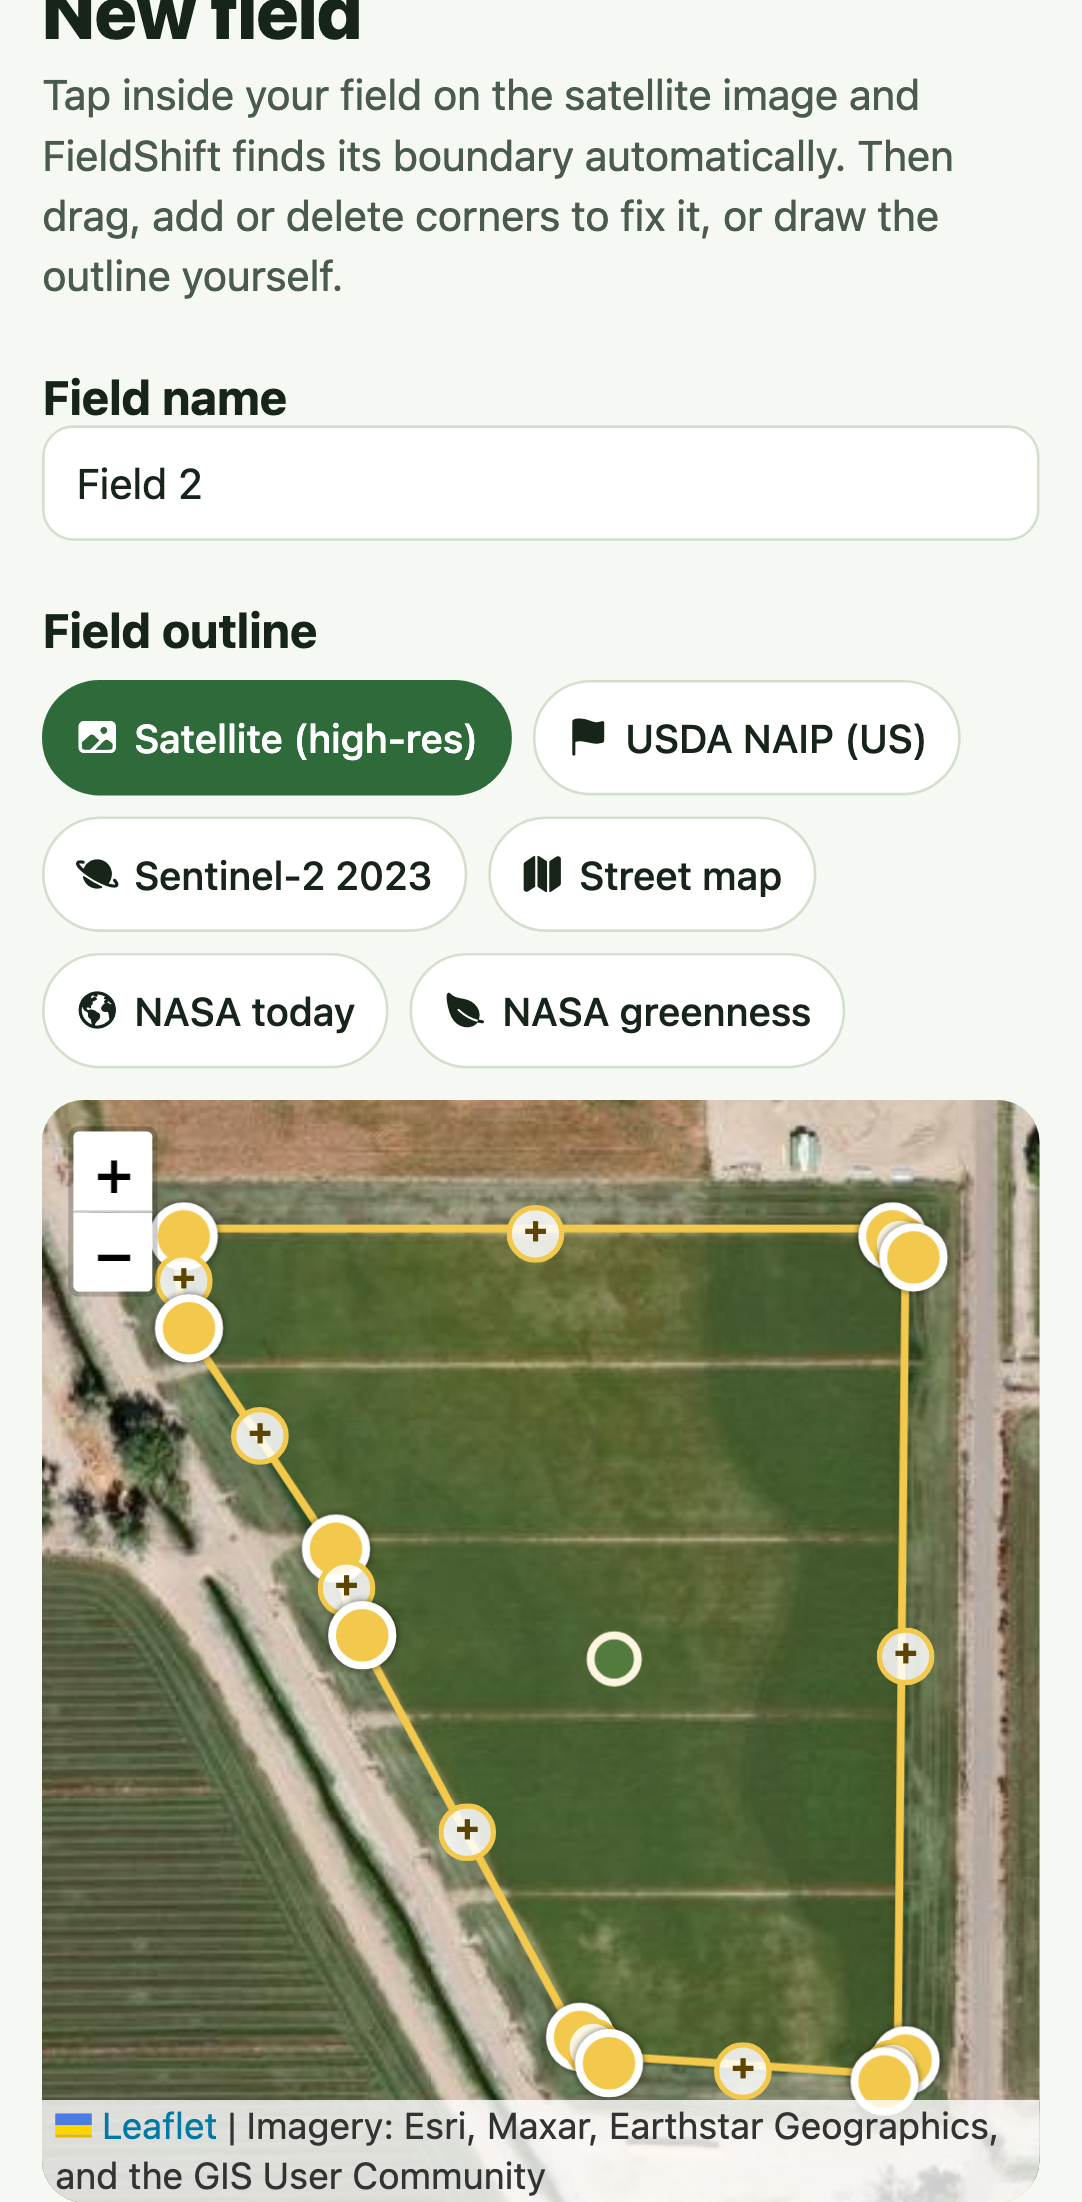 New field
Tap inside your field on the satellite image and
FieldShift finds its boundary automatically. Then
drag, add or delete corners to fix it, or draw the
outline yourself.
Field name
Field 2
Field outline
Satellite (high-res)
USDA NAIP (US)
Sentinel-2 2023
Street map
NASA today
NASA greenness
+
−
Leaflet | Imagery: Esri, Maxar, Earthstar Geographics,
and the GIS User Community